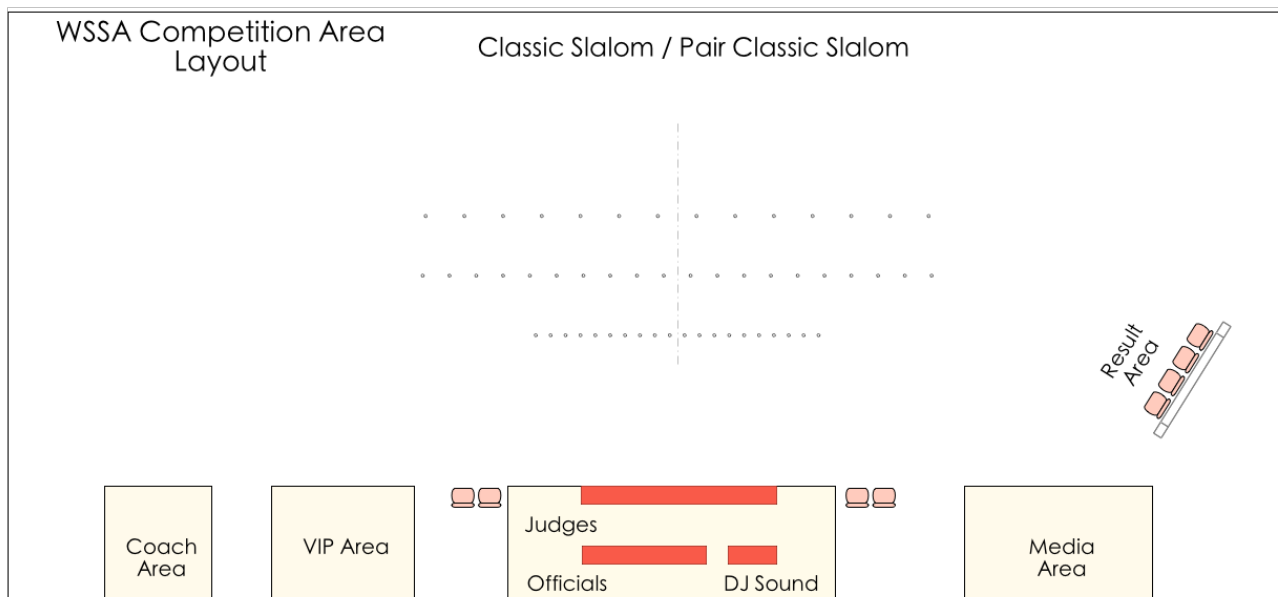 WSSA Competition Area
Layout
Classic Slalom / Pair Classic Slalom
Result
Area
Judges
Coach
Area
VIP Area
Media
Area
Officials
DJ Sound